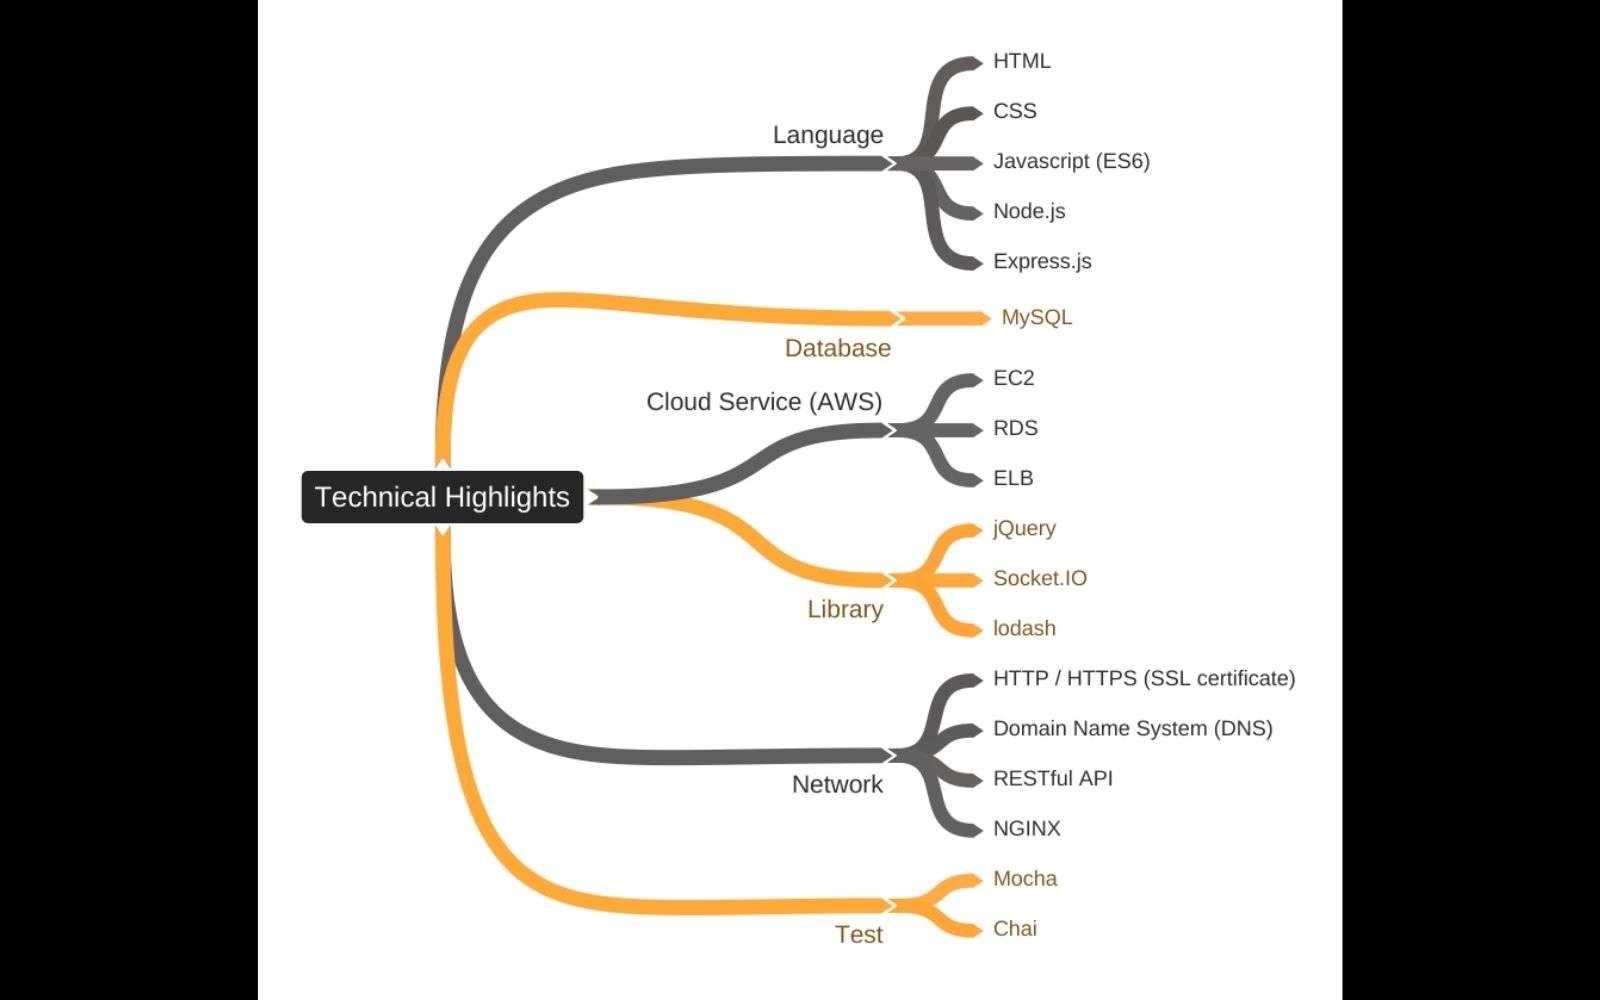 Technical Highlights
Language
HTML
CSS
Javascript (ES6)
Node.js
Express.js
Database
MySQL
Cloud Service (AWS)
EC2
RDS
ELB
Library
jQuery
Socket.IO
lodash
Network
HTTP / HTTPS (SSL certificate)
Domain Name System (DNS)
RESTful API
NGINX
Test
Mocha
Chai